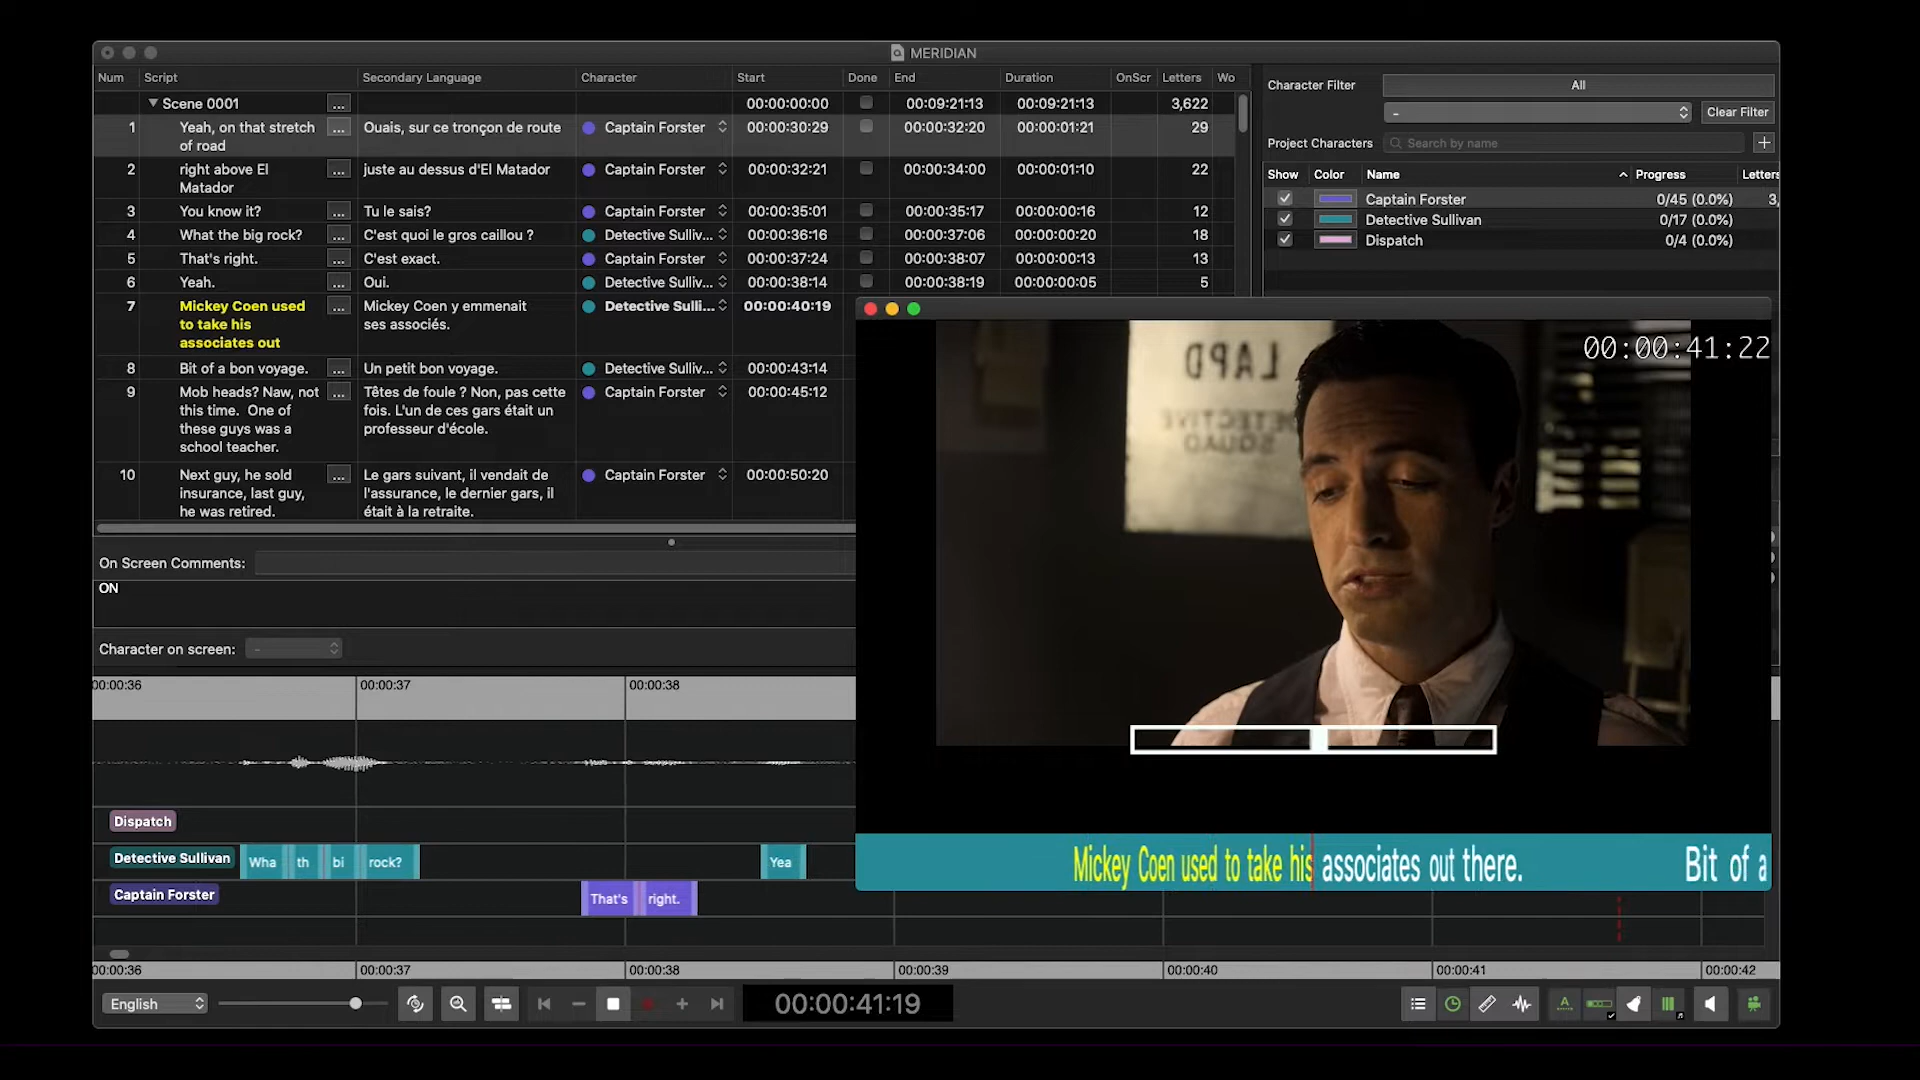 MERIDIAN
Num Script Secondary Language Character Start Done End Duration OnScr Letters Wo
Scene 0001 ... 00:00:00:00 00:09:21:13 00:09:21:13 3,622
1 Yeah, on that stretch of road ... Ouais, sur ce tronçon de route Captain Forster 00:00:30:29 00:00:32:20 00:00:01:21 29
2 right above El Matador ... juste au dessus d'El Matador Captain Forster 00:00:32:21 00:00:34:00 00:00:01:10 22
3 You know it? ... Tu le sais? Captain Forster 00:00:35:01 00:00:35:17 00:00:00:16 12
4 What the big rock? ... C'est quoi le gros caillou ? Detective Sulliv... 00:00:36:16 00:00:37:06 00:00:00:20 18
5 That's right. ... C'est exact. Captain Forster 00:00:37:24 00:00:38:07 00:00:00:13 13
6 Yeah. ... Oui. Detective Sulliv... 00:00:38:14 00:00:38:19 00:00:00:05 5
7 Mickey Coen used to take his associates out ... Mickey Coen y emmenait ses associés. Detective Sulli... 00:00:40:19
8 Bit of a bon voyage. ... Un petit bon voyage. Detective Sulliv... 00:00:43:14
9 Mob heads? Naw, not this time. One of these guys was a school teacher. ... Têtes de foule ? Non, pas cette fois. L'un de ces gars était un professeur d'école. Captain Forster 00:00:45:12
10 Next guy, he sold insurance, last guy, he was retired. ... Le gars suivant, il vendait de l'assurance, le dernier gars, il était à la retraite. Captain Forster 00:00:50:20
Character Filter All
- Clear Filter
Project Characters Search by name +
Show Color Name Progress Letters
Captain Forster 0/45 (0.0%) 3,
Detective Sullivan 0/17 (0.0%)
Dispatch 0/4 (0.0%)
On Screen Comments:
ON
Character on screen: -
00:00:41:22
LAPD
DETECTIVE
SQUAD
Mickey Coen used to take his associates out there. Bit of a
00:00:36 00:00:37 00:00:38
Dispatch
Detective Sullivan Wha th bi rock? Yea
Captain Forster That's right.
00:00:36 00:00:37 00:00:38 00:00:39 00:00:40 00:00:41 00:00:42
English 00:00:41:19 A